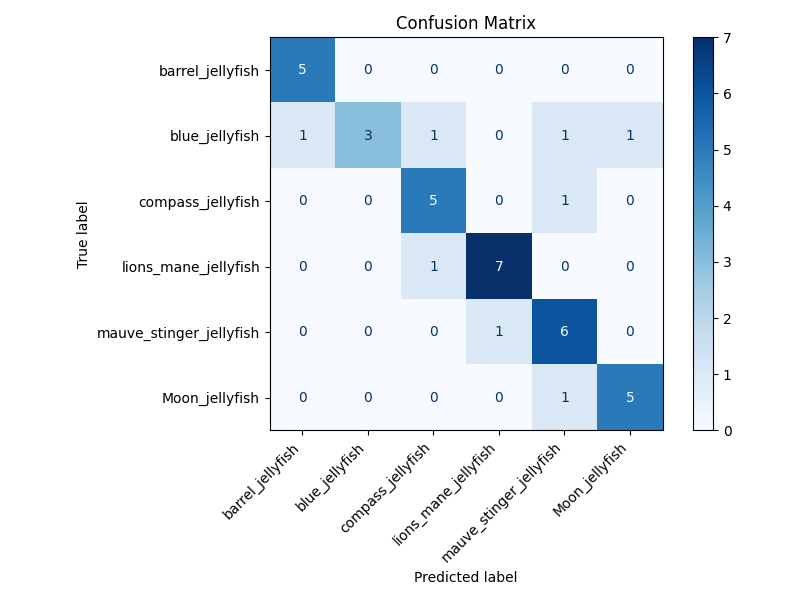 Confusion Matrix
True label
barrel_jellyfish 5 0 0 0 0 0
blue_jellyfish 1 3 1 0 1 1
compass_jellyfish 0 0 5 0 1 0
lions_mane_jellyfish 0 0 1 7 0 0
mauve_stinger_jellyfish 0 0 0 1 6 0
Moon_jellyfish 0 0 0 0 1 5
barrel_jellyfish
blue_jellyfish
compass_jellyfish
lions_mane_jellyfish
mauve_stinger_jellyfish
Moon_jellyfish
Predicted label
7
6
5
4
3
2
1
0